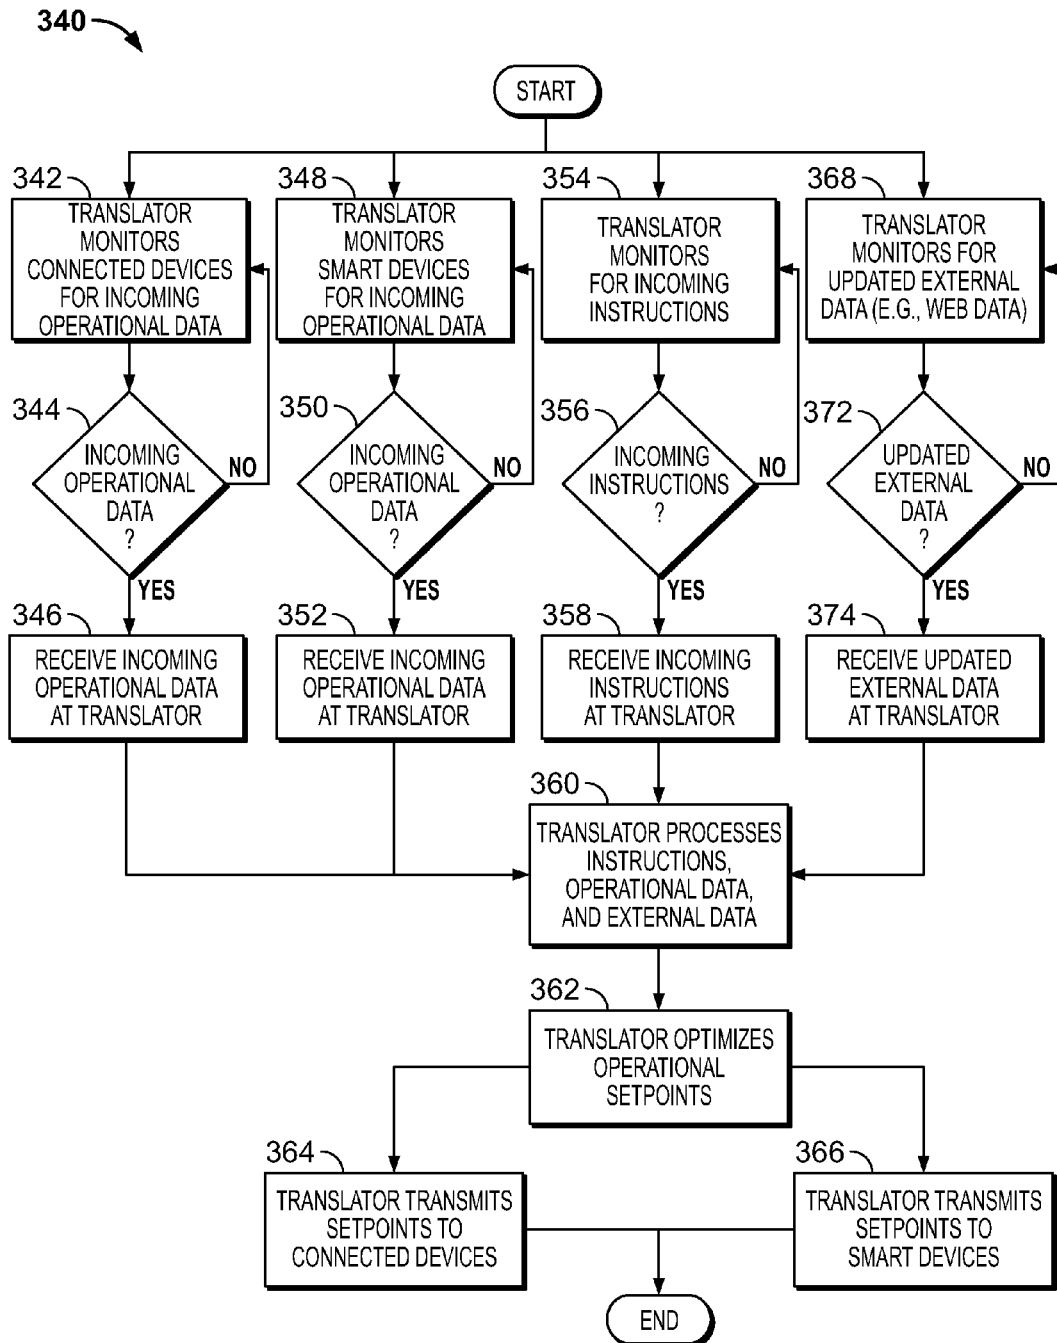 340
START
342
TRANSLATOR
MONITORS
CONNECTED DEVICES
FOR INCOMING
OPERATIONAL DATA
348
TRANSLATOR
MONITORS
SMART DEVICES
FOR INCOMING
OPERATIONAL DATA
354
TRANSLATOR
MONITORS
FOR INCOMING
INSTRUCTIONS
368
TRANSLATOR
MONITORS FOR
UPDATED EXTERNAL
DATA (E.G., WEB DATA)
344
INCOMING
OPERATIONAL
DATA
?
NO
YES
350
INCOMING
OPERATIONAL
DATA
?
NO
YES
356
INCOMING
INSTRUCTIONS
?
NO
YES
372
UPDATED
EXTERNAL
DATA
?
NO
YES
346
RECEIVE INCOMING
OPERATIONAL DATA
AT TRANSLATOR
352
RECEIVE INCOMING
OPERATIONAL DATA
AT TRANSLATOR
358
RECEIVE INCOMING
INSTRUCTIONS
AT TRANSLATOR
374
RECEIVE UPDATED
EXTERNAL DATA
AT TRANSLATOR
360
TRANSLATOR PROCESSES
INSTRUCTIONS,
OPERATIONAL DATA,
AND EXTERNAL DATA
362
TRANSLATOR OPTIMIZES
OPERATIONAL
SETPOINTS
364
TRANSLATOR TRANSMITS
SETPOINTS TO
CONNECTED DEVICES
366
TRANSLATOR TRANSMITS
SETPOINTS TO
SMART DEVICES
END